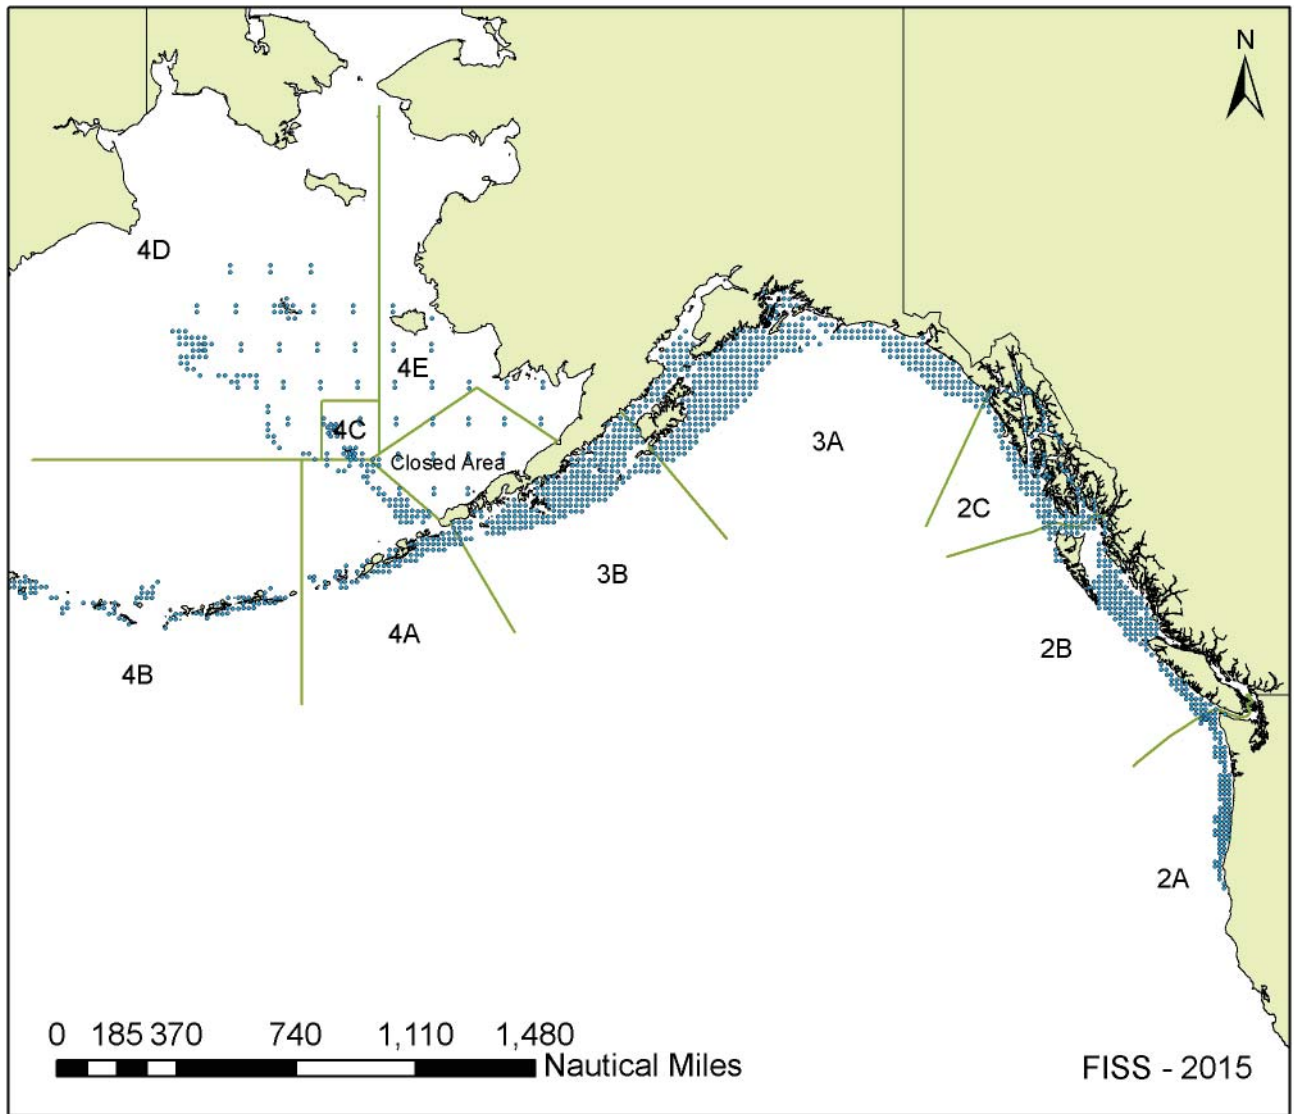 N
4D
4E
4C
Closed Area
3A
2C
3B
4A
2B
4B
2A
0 185 370 740 1,110 1,480
Nautical Miles
FISS - 2015